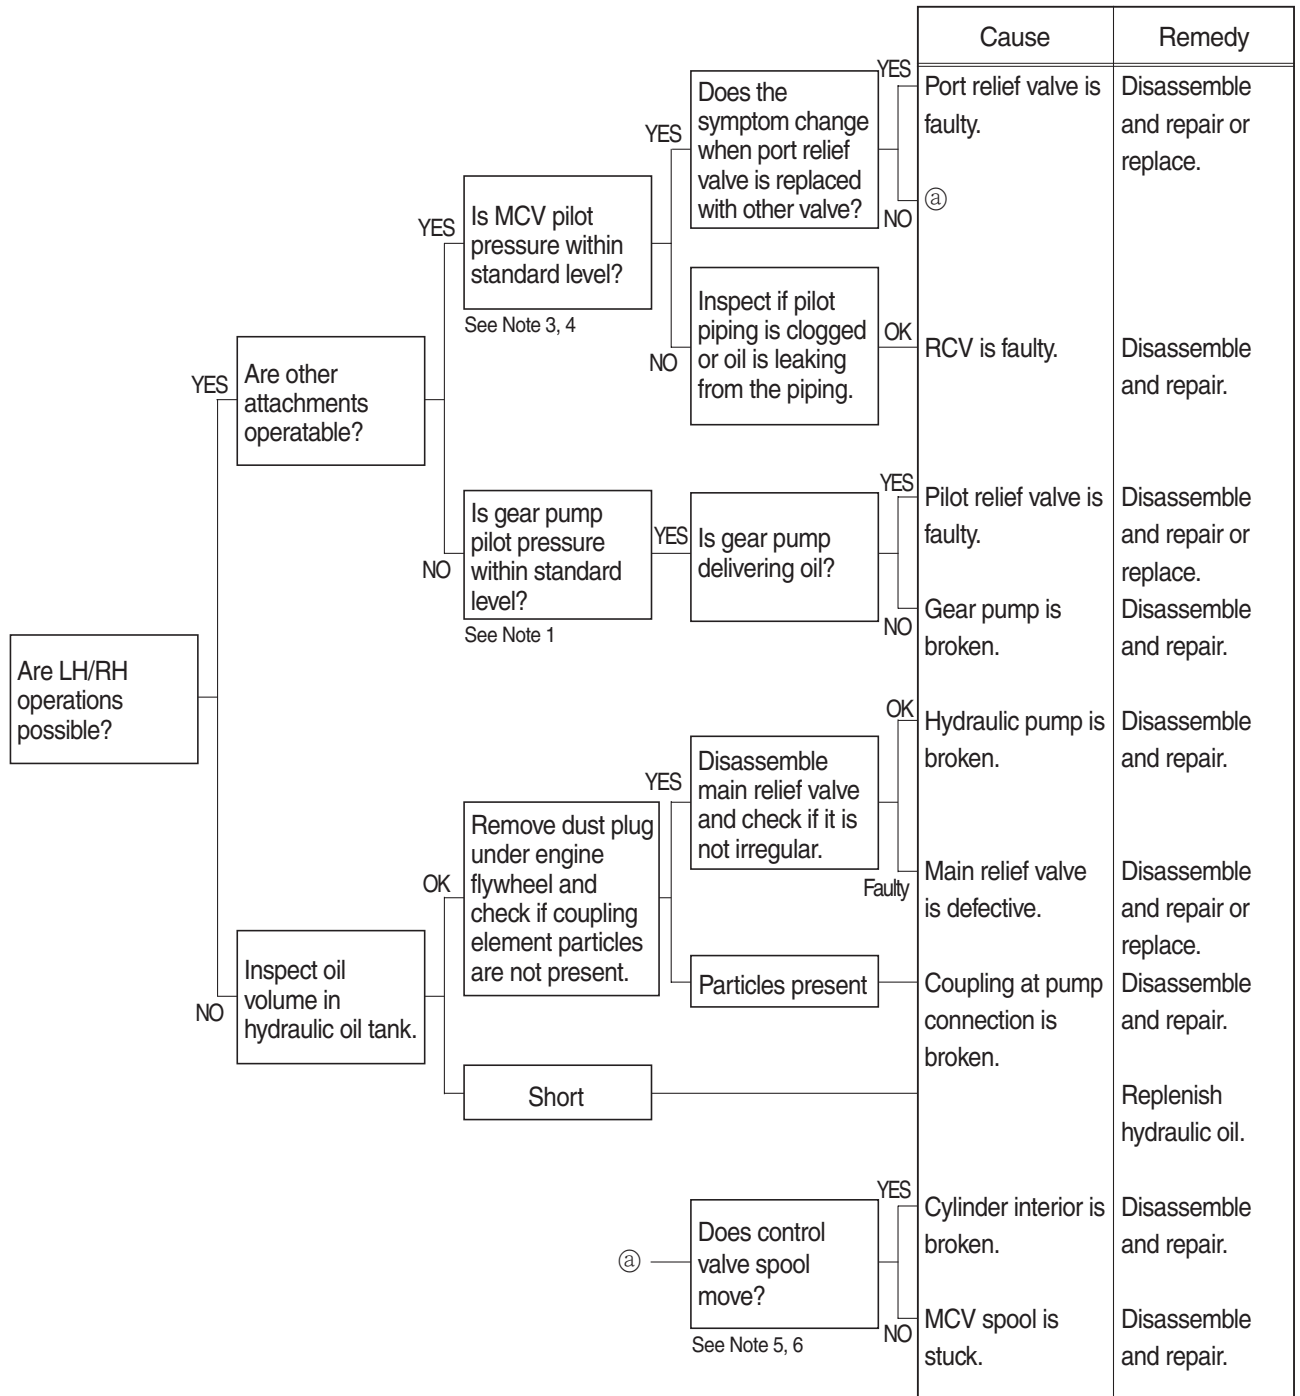 Cause
Remedy
Are LH/RH
operations
possible?
YES
Are other
attachments
operatable?
YES
Is MCV pilot
pressure within
standard level?
See Note 3, 4
YES
Does the
symptom change
when port relief
valve is replaced
with other valve?
YES
Port relief valve is
faulty.
Disassemble
and repair or
replace.
NO
ⓐ
NO
Inspect if pilot
piping is clogged
or oil is leaking
from the piping.
OK
RCV is faulty.
Disassemble
and repair.
NO
Is gear pump
pilot pressure
within standard
level?
See Note 1
YES
Is gear pump
delivering oil?
YES
Pilot relief valve is
faulty.
Disassemble
and repair or
replace.
NO
Gear pump is
broken.
Disassemble
and repair.
NO
Inspect oil
volume in
hydraulic oil tank.
OK
Remove dust plug
under engine
flywheel and
check if coupling
element particles
are not present.
YES
Disassemble
main relief valve
and check if it is
not irregular.
OK
Hydraulic pump is
broken.
Disassemble
and repair.
Faulty
Main relief valve
is defective.
Disassemble
and repair or
replace.
Particles present
Coupling at pump
connection is
broken.
Disassemble
and repair.
Short
Replenish
hydraulic oil.
ⓐ
Does control
valve spool
move?
See Note 5, 6
YES
Cylinder interior is
broken.
Disassemble
and repair.
NO
MCV spool is
stuck.
Disassemble
and repair.